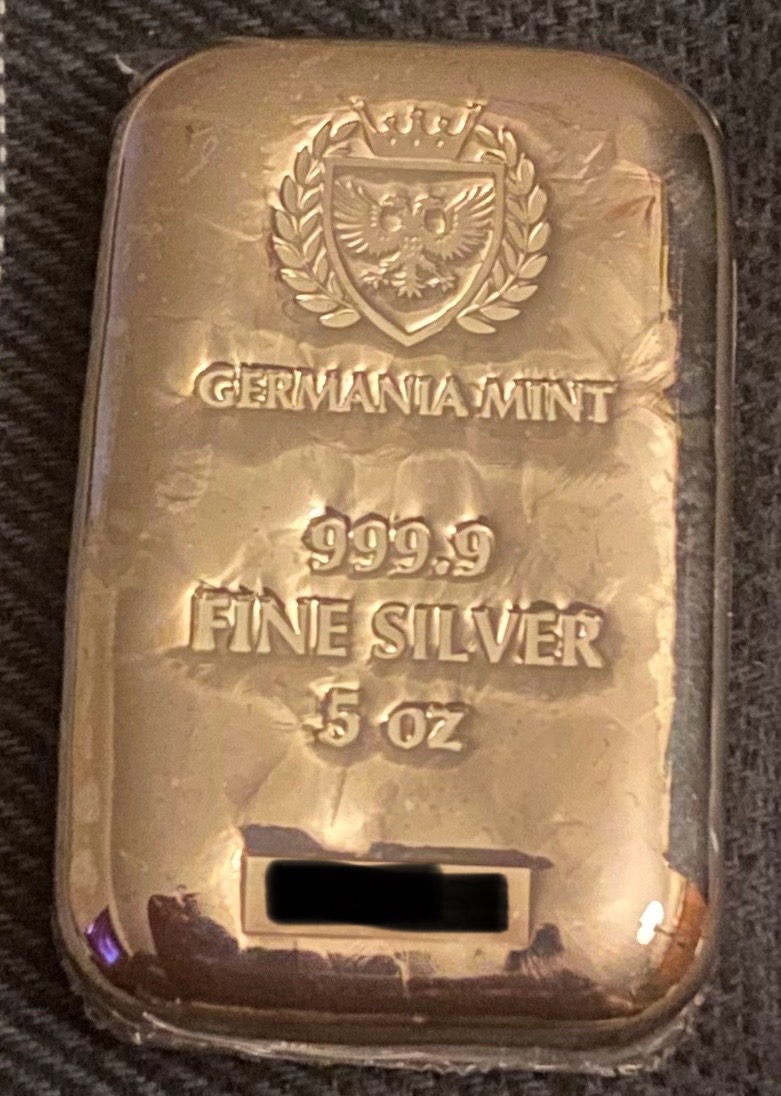 GERMANIA MINT
999.9
FINE SILVER
5 oz